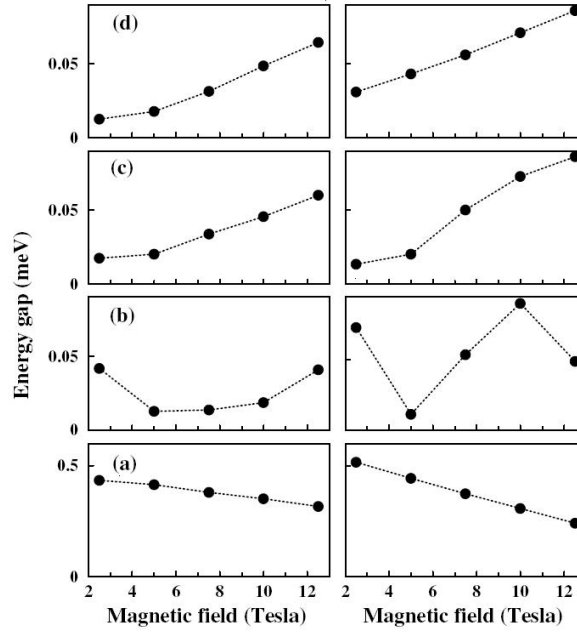 (d)
0.05
0
(c)
0.05
0
(b)
0.05
0
(a)
0.5
0
Energy gap (meV)
2 4 6 8 10 12 2 4 6 8 10 12
Magnetic field (Tesla) Magnetic field (Tesla)